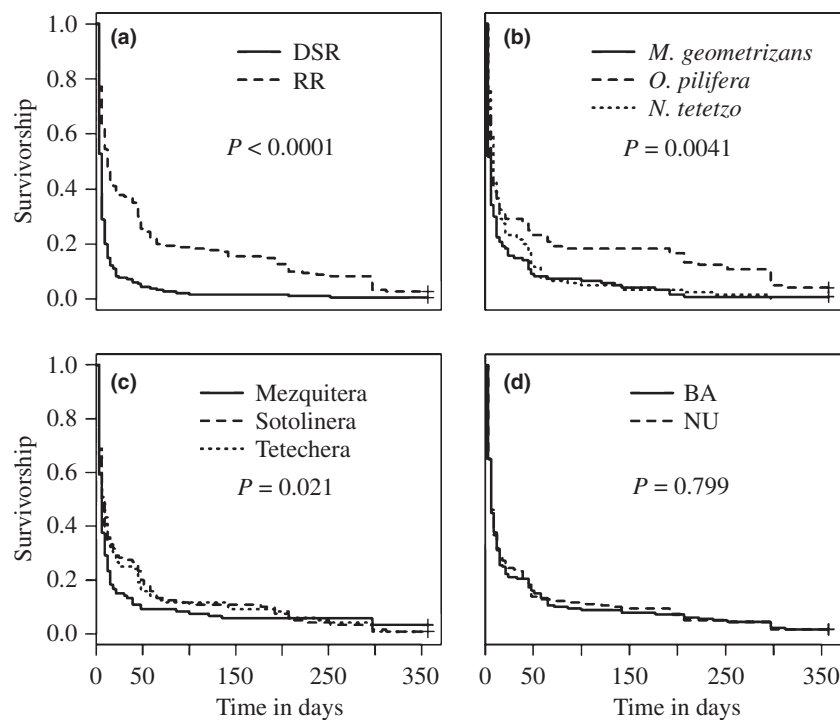 (a)
DSR
RR
P < 0.0001
Survivorship
1.0
0.8
0.6
0.4
0.2
0.0
(b)
M. geometrizans
O. pilifera
N. tetetzo
P = 0.0041
(c)
Mezquitera
Sotolinera
Tetechera
P = 0.021
Survivorship
1.0
0.8
0.6
0.4
0.2
0.0
0 50 150 250 350
Time in days
(d)
BA
NU
P = 0.799
0 50 150 250 350
Time in days